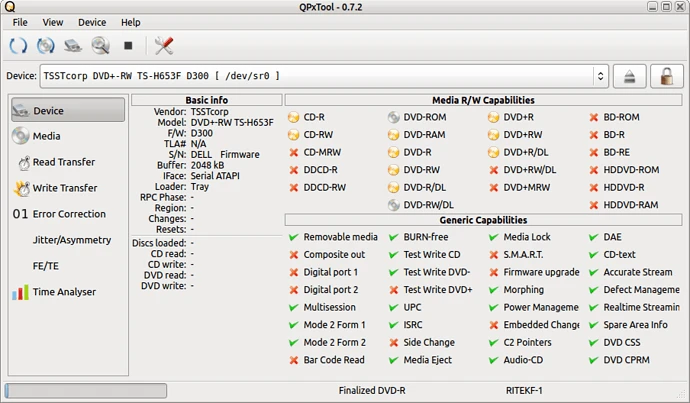 QPxTool - 0.7.2
File View Device Help
Device: TSSTcorp DVD+-RW TS-H653F D300 [ /dev/sr0 ]
Device
Media
Read Transfer
Write Transfer
01 Error Correction
Jitter/Asymmetry
FE/TE
Time Analyser
Basic info
Vendor: TSSTcorp
Model: DVD+-RW TS-H653F
F/W: D300
TLA# N/A
S/N: DELL Firmware
Buffer: 2048 kB
IFace: Serial ATAPI
Loader: Tray
RPC Phase: -
Region: -
Changes: -
Resets: -
Discs loaded: -
CD read: -
CD write: -
DVD read: -
DVD write: -
Media R/W Capabilities
CD-R DVD-ROM DVD+R BD-ROM
CD-RW DVD-RAM DVD+RW BD-R
CD-MRW DVD-R DVD+R/DL BD-RE
DDCD-R DVD-RW DVD+RW/DL HDDVD-ROM
DDCD-RW DVD-R/DL DVD+MRW HDDVD-R
DVD-RW/DL HDDVD-RAM
Generic Capabilities
Removable media BURN-free Media Lock DAE
Composite out Test Write CD S.M.A.R.T. CD-text
Digital port 1 Test Write DVD- Firmware upgrade Accurate Stream
Digital port 2 Test Write DVD+ Morphing Defect Manageme
Multisession UPC Power Manageme Realtime Streamin
Mode 2 Form 1 ISRC Embedded Change Spare Area Info
Mode 2 Form 2 Side Change C2 Pointers DVD CSS
Bar Code Read Media Eject Audio-CD DVD CPRM
Finalized DVD-R RITEKF-1